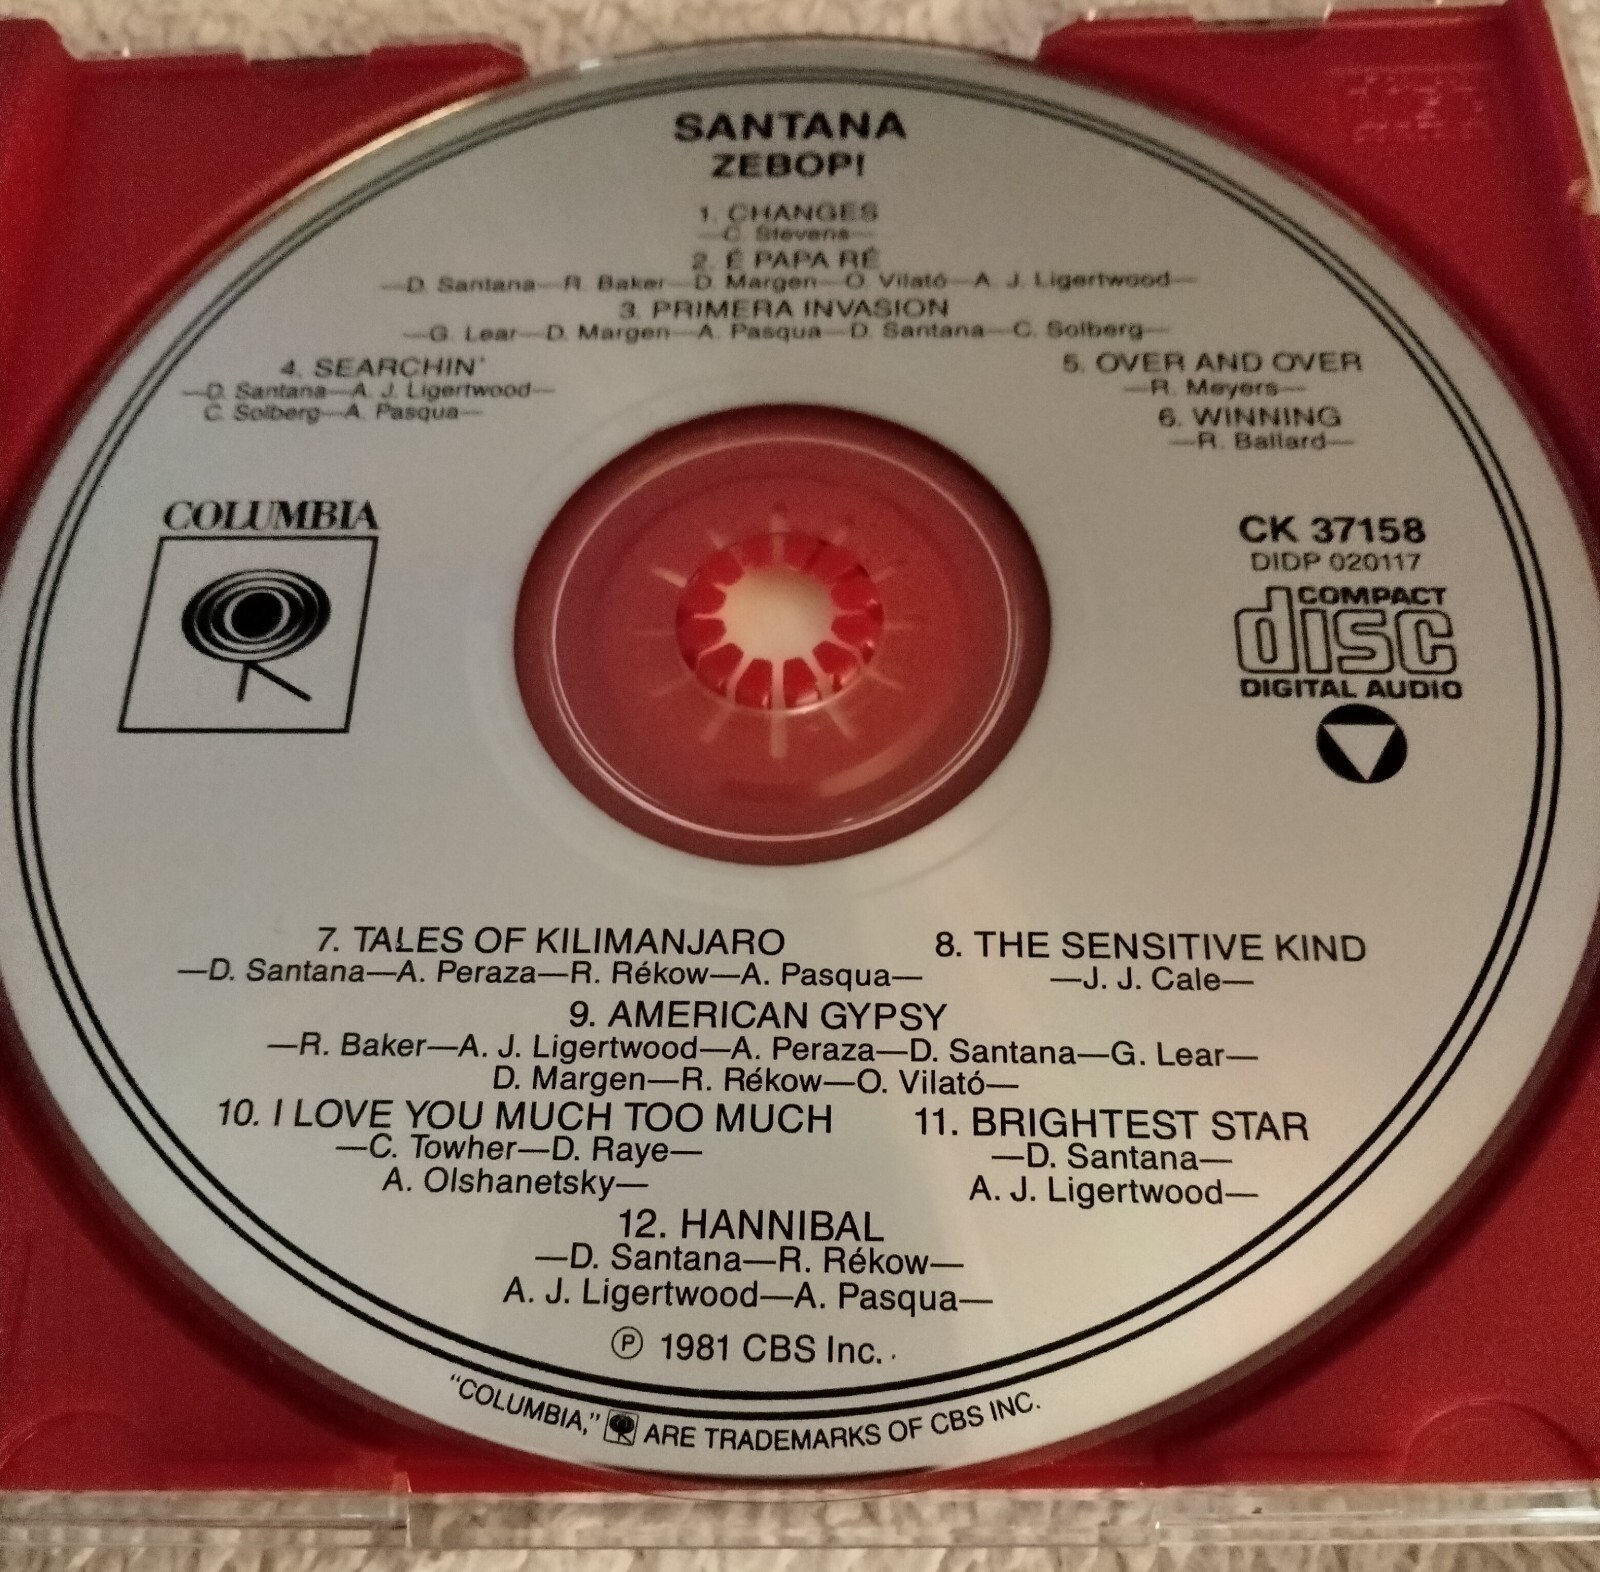 SANTANA
ZEBOP!
1. CHANGES
—C. Stevens—
2. É PAPA RÉ
—D. Santana—R. Baker—D. Margen—O. Vilató—A. J. Ligertwood—
3. PRIMERA INVASION
—G. Lear—D. Margen—A. Pasqua—D. Santana—C. Solberg—
4. SEARCHIN'
—D. Santana—A. J. Ligertwood—
C. Solberg—A. Pasqua—
5. OVER AND OVER
—R. Meyers—
6. WINNING
—R. Ballard—
COLUMBIA
CK 37158
DIDP 020117
COMPACT
disc
DIGITAL AUDIO
7. TALES OF KILIMANJARO
—D. Santana—A. Peraza—R. Rékow—A. Pasqua—
8. THE SENSITIVE KIND
—J. J. Cale—
9. AMERICAN GYPSY
—R. Baker—A. J. Ligertwood—A. Peraza—D. Santana—G. Lear—
D. Margen—R. Rékow—O. Vilató—
10. I LOVE YOU MUCH TOO MUCH
—C. Towher—D. Raye—
A. Olshanetsky—
11. BRIGHTEST STAR
—D. Santana—
A. J. Ligertwood—
12. HANNIBAL
—D. Santana—R. Rékow—
A. J. Ligertwood—A. Pasqua—
℗ 1981 CBS Inc.
"COLUMBIA," ARE TRADEMARKS OF CBS INC.